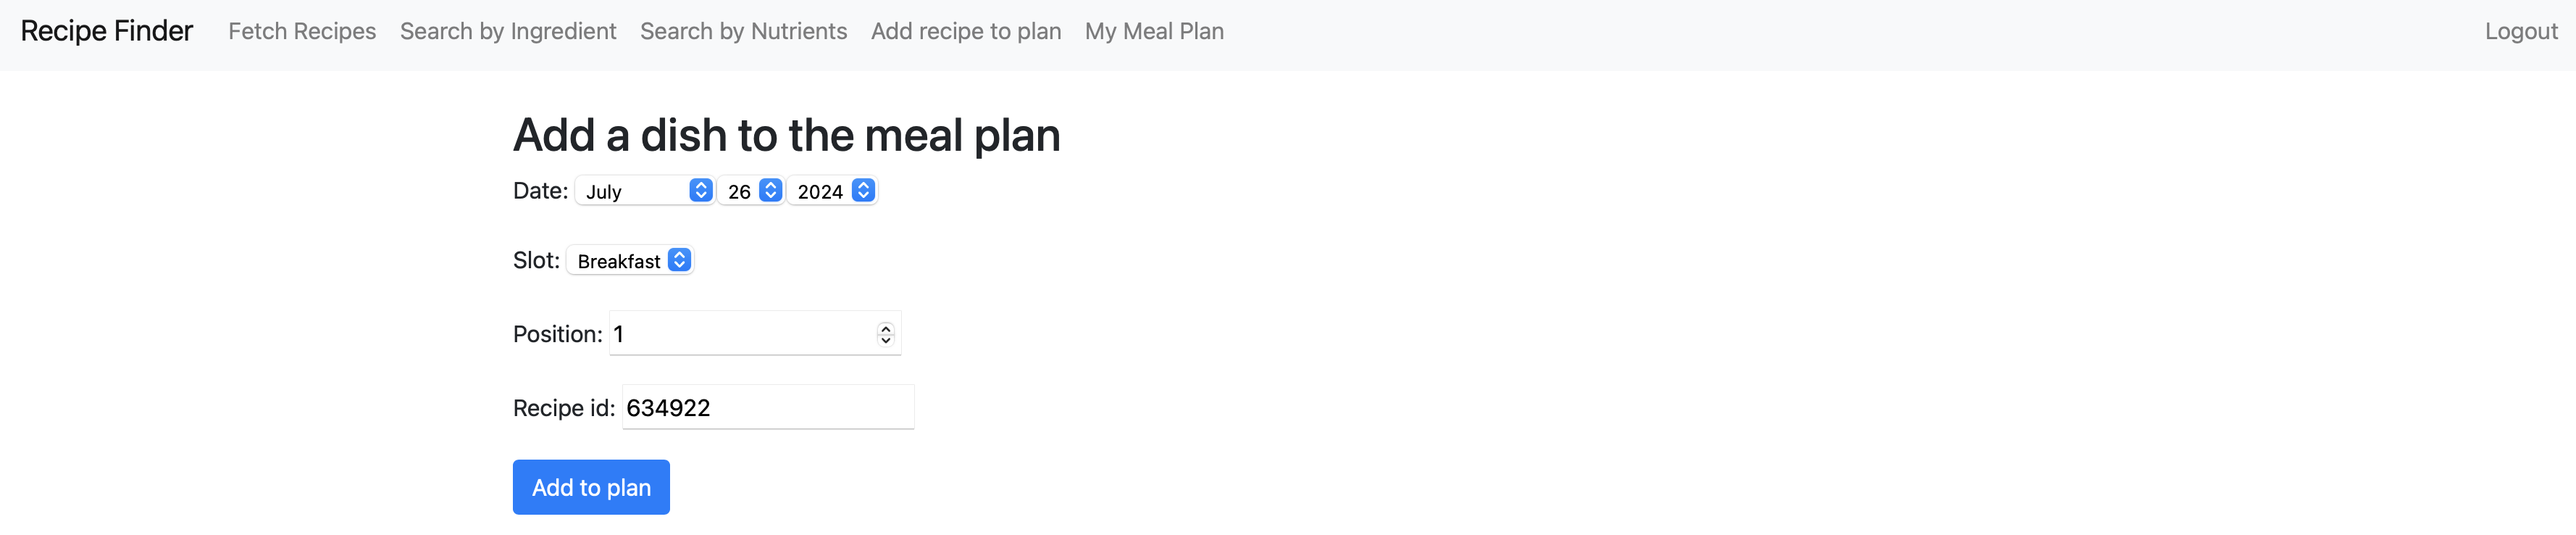 Recipe Finder Fetch Recipes Search by Ingredient Search by Nutrients Add recipe to plan My Meal Plan Logout
Add a dish to the meal plan
Date: July 26 2024
Slot: Breakfast
Position: 1
Recipe id: 634922
Add to plan